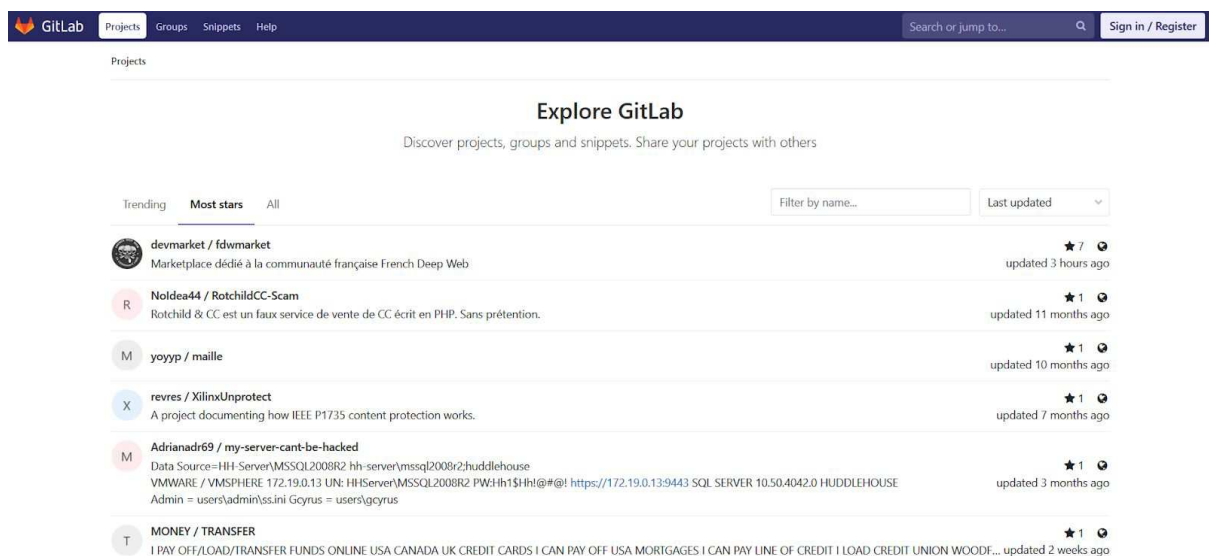 GitLab Projects Groups Snippets Help Search or jump to... Sign in / Register
Projects
Explore GitLab
Discover projects, groups and snippets. Share your projects with others
Trending Most stars All Filter by name... Last updated
devmarket / fdwmarket ★ 7
Marketplace dédié à la communauté française French Deep Web updated 3 hours ago
R Noldea44 / RotchildCC-Scam ★ 1
Rotchild & CC est un faux service de vente de CC écrit en PHP. Sans prétention. updated 11 months ago
M yoyyp / maille ★ 1
updated 10 months ago
X revres / XilinxUnprotect ★ 1
A project documenting how IEEE P1735 content protection works. updated 7 months ago
M Adrianadr69 / my-server-cant-be-hacked
Data Source=HH-Server\MSSQL2008R2 hh-server\mssql2008r2;huddlehouse ★ 1
VMWARE / VMSPHERE 172.19.0.13 UN: HHServer\MSSQL2008R2 PW:Hh1$Hh!@#@! https://172.19.0.13:9443 SQL SERVER 10.50.4042.0 HUDDLEHOUSE updated 3 months ago
Admin = users\admin\ss.ini Gcyrus = users\gcyrus
T MONEY / TRANSFER ★ 1
I PAY OFF/LOAD/TRANSFER FUNDS ONLINE USA CANADA UK CREDIT CARDS I CAN PAY OFF USA MORTGAGES I CAN PAY LINE OF CREDIT I LOAD CREDIT UNION WOODF... updated 2 weeks ago